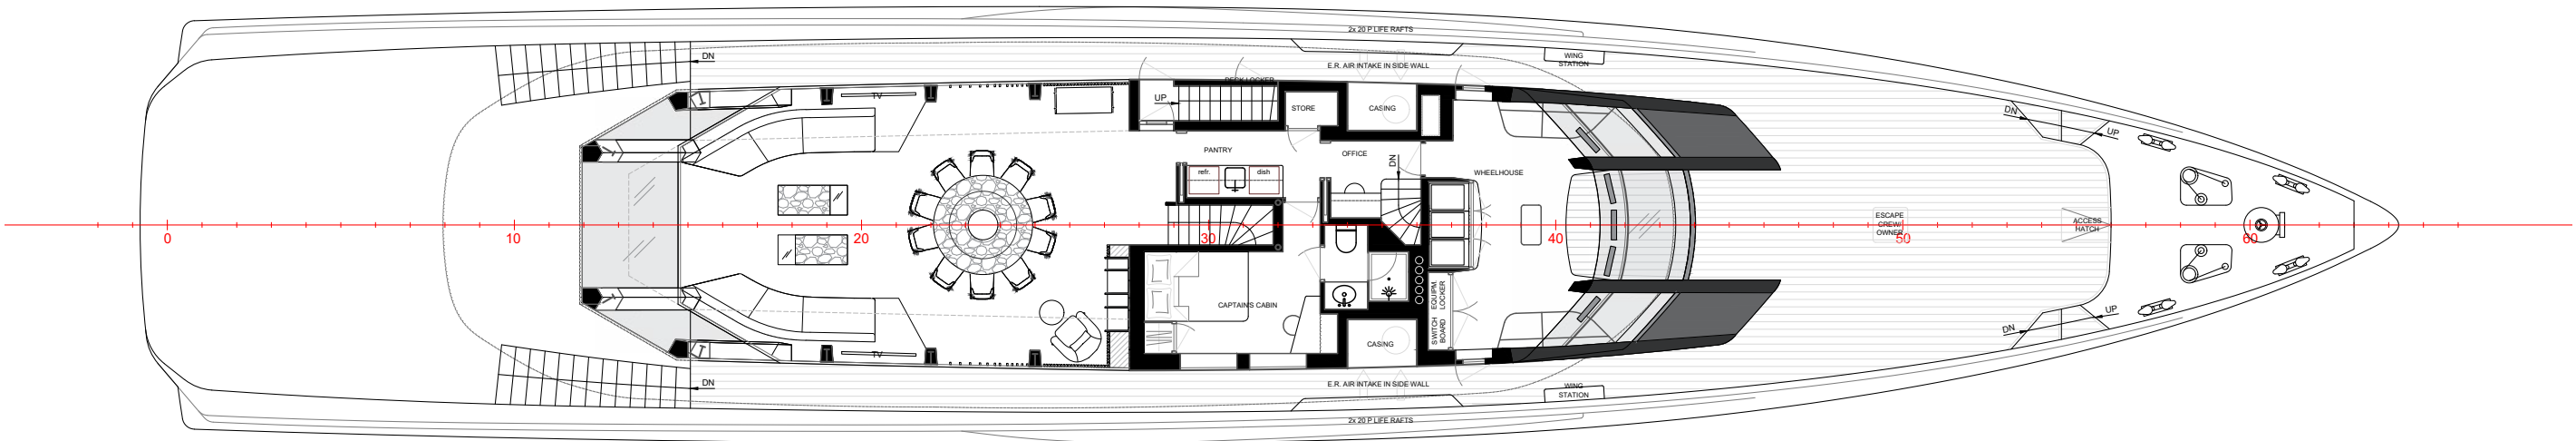 2x 20 P LIFE RAFTS
DN
WING
STATION
E.R. AIR INTAKE IN SIDE WALL
DECK LOCKER
TV
UP
STORE
CASING
DN
UP
PANTRY
OFFICE
DN
refr.
dish
WHEELHOUSE
ESCAPE
CREW/
OWNER
ACCESS
HATCH
0
10
20
30
40
50
60
CAPTAIN'S CABIN
SWITCH
BOARD
EQUIPM.
LOCKER
UP
DN
CASING
TV
DN
E.R. AIR INTAKE IN SIDE WALL
WING
STATION
2x 20 P LIFE RAFTS